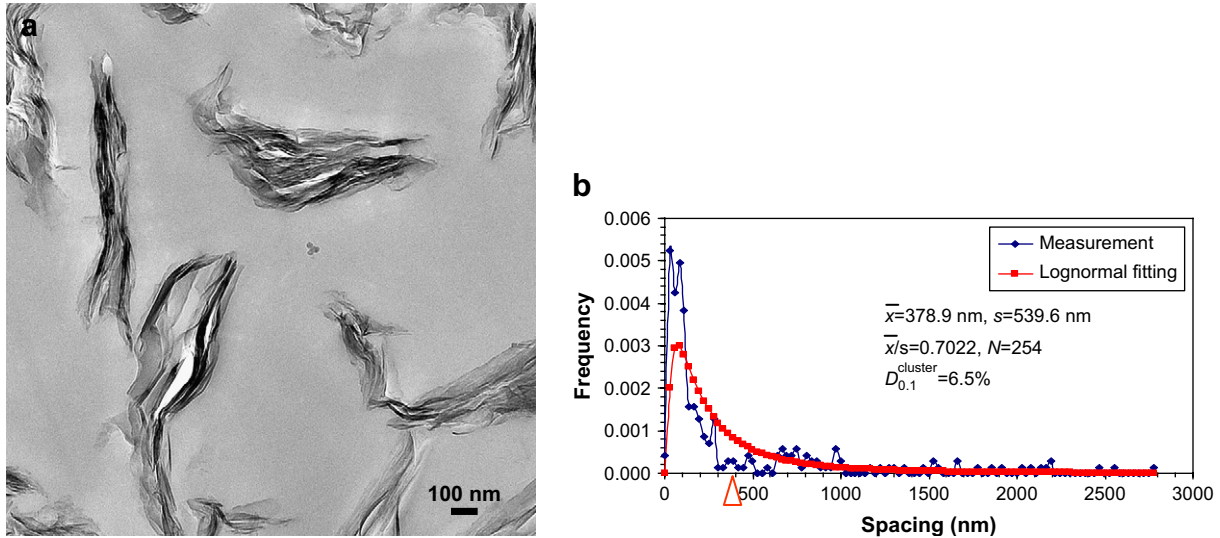 a
100 nm
b
Frequency
0.006
0.005
0.004
0.003
0.002
0.001
0.000
Measurement
Lognormal fitting
x̅=378.9 nm, s=539.6 nm
x̅/s=0.7022, N=254
D₀.₁ᶜˡᵘˢᵗᵉʳ=6.5%
0 500 1000 1500 2000 2500 3000
Spacing (nm)